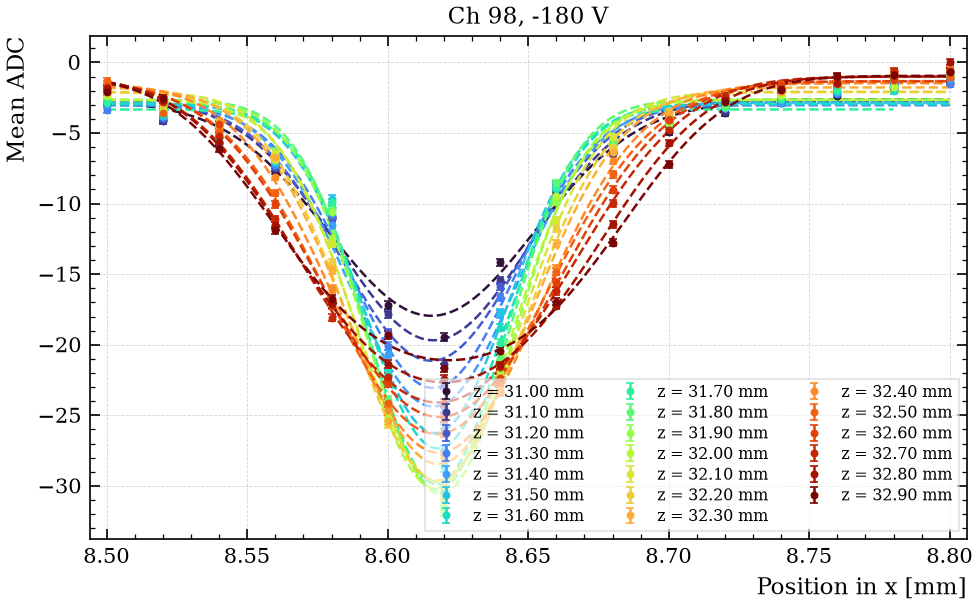 Ch 98, -180 V
Mean ADC
0
−5
−10
−15
−20
−25
−30
z = 31.00 mm
z = 31.10 mm
z = 31.20 mm
z = 31.30 mm
z = 31.40 mm
z = 31.50 mm
z = 31.60 mm
z = 31.70 mm
z = 31.80 mm
z = 31.90 mm
z = 32.00 mm
z = 32.10 mm
z = 32.20 mm
z = 32.30 mm
z = 32.40 mm
z = 32.50 mm
z = 32.60 mm
z = 32.70 mm
z = 32.80 mm
z = 32.90 mm
8.50 8.55 8.60 8.65 8.70 8.75 8.80
Position in x [mm]